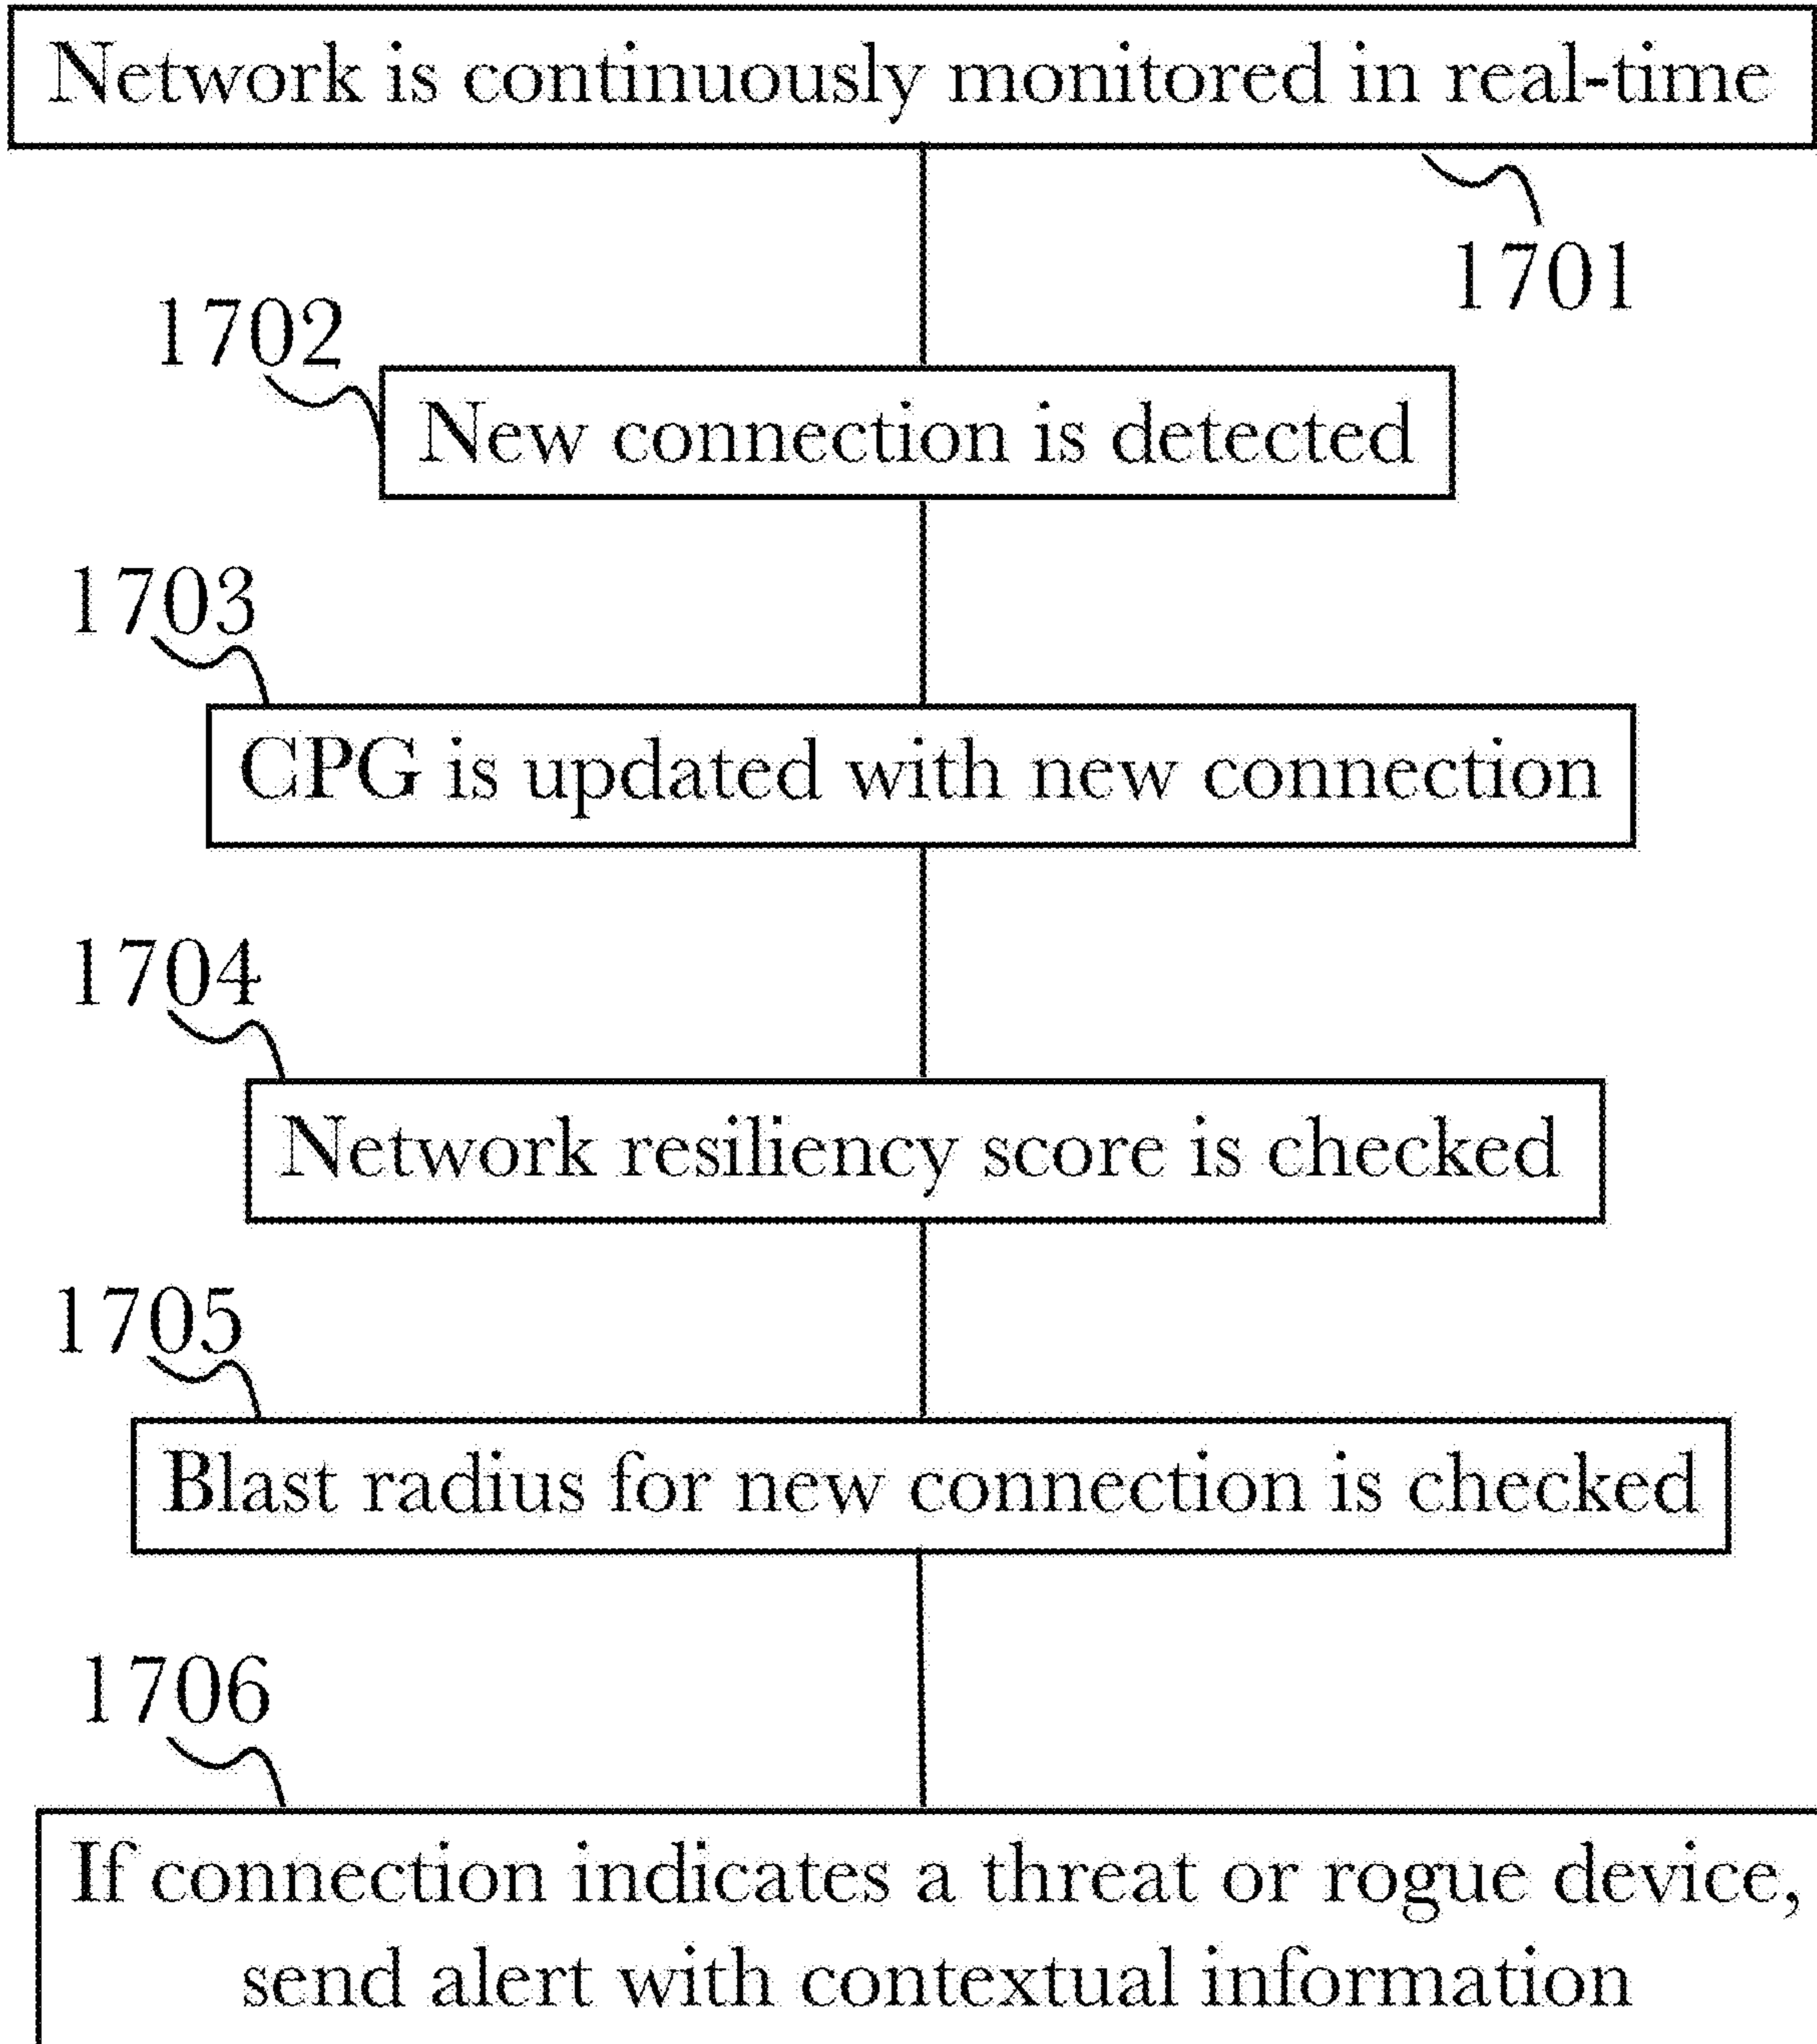 Network is continuously monitored in real-time
1701
1702
New connection is detected
1703
CPG is updated with new connection
1704
Network resiliency score is checked
1705
Blast radius for new connection is checked
1706
If connection indicates a threat or rogue device,
send alert with contextual information